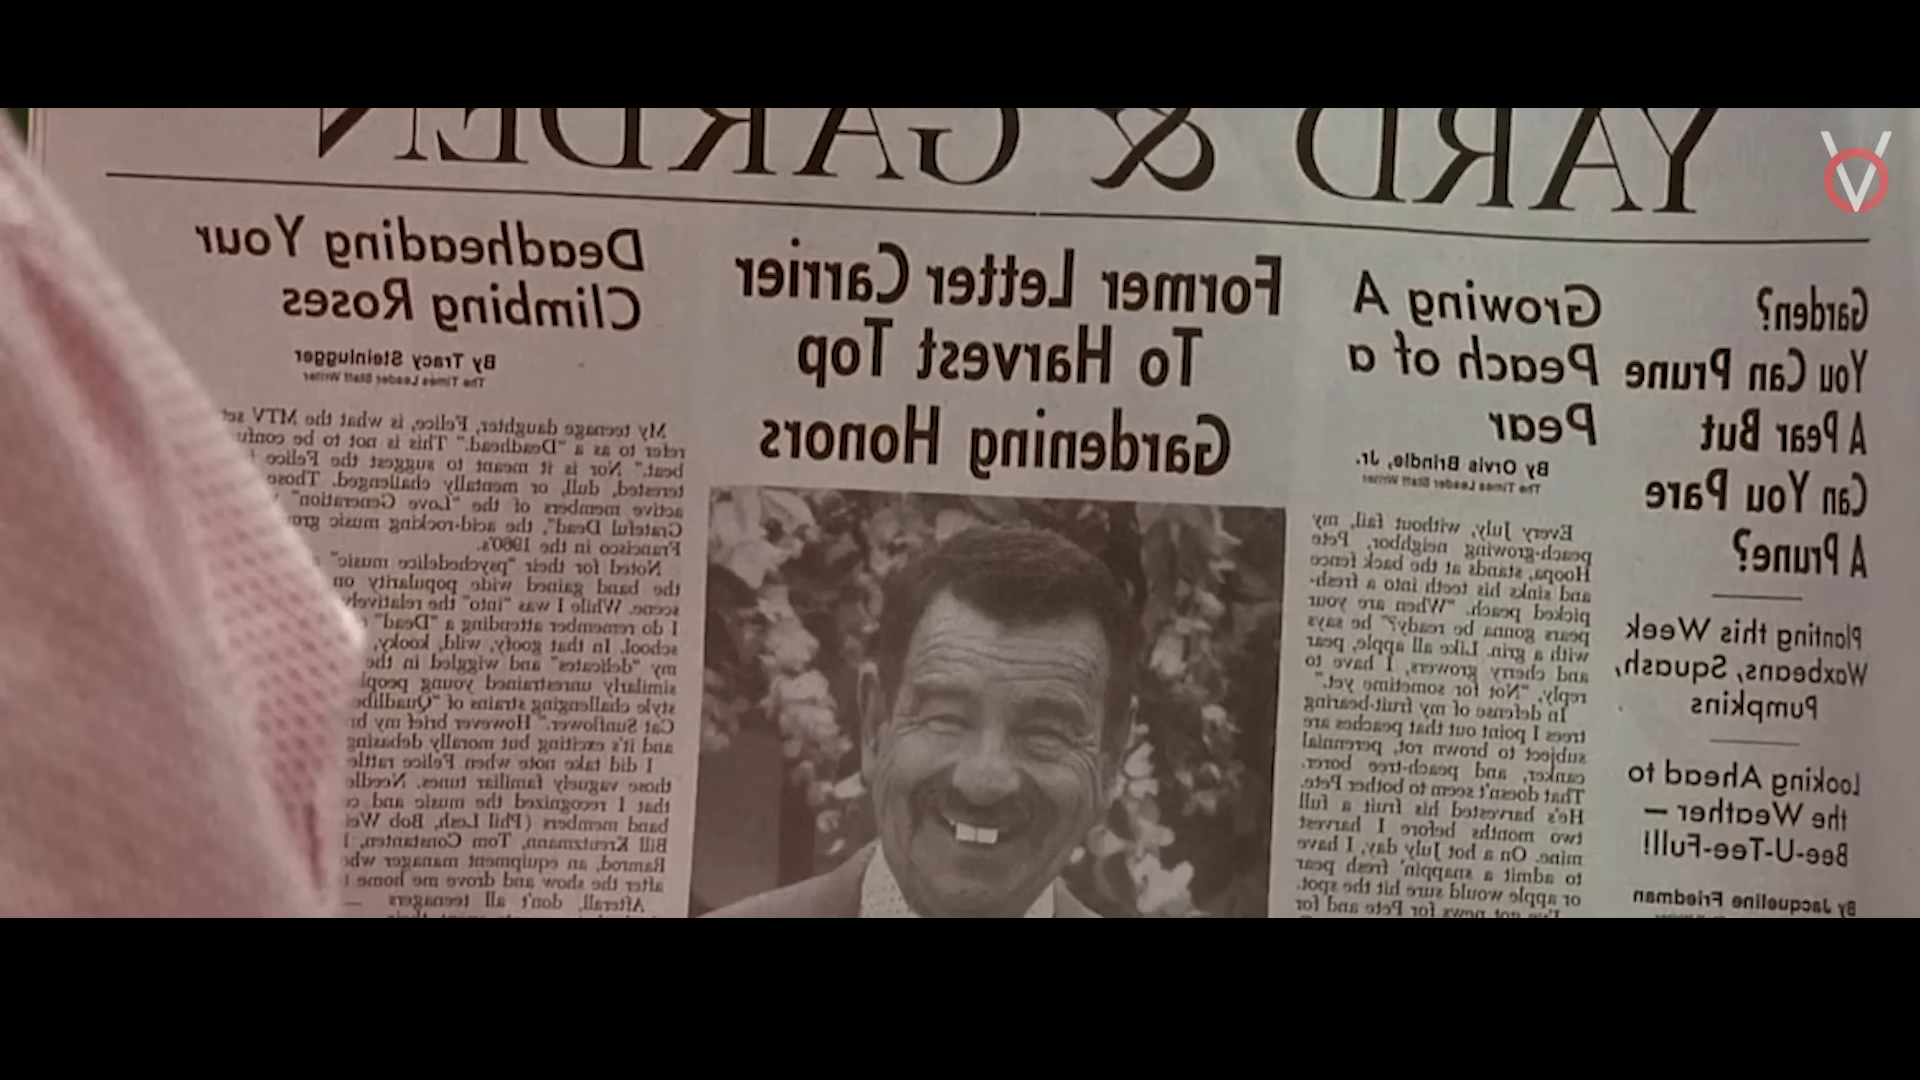 YARD & GARDEN
Garden?
You Can Prune
A Pear But
Can You Pare
A Prune?
Planting this Week
Waxbeans, Squash,
Pumpkins
Looking Ahead to
the Weather —
Bee-U-Tee-Full!!
By Jacqueline Friedman
Growing A
Peach of a
Pear
By Orvis Brindle, Jr.
The Times Leader Staff Writer
Every July, without fail, my
peach-growing neighbor, Pete
Hoopa, stands at the back fence
and sinks his teeth into a fresh-
picked peach. "When are your
pears gonna be ready?" he says
with a grin. Like all apple, pear
and cherry growers, I have to
reply, "Not for sometime yet."
In defense of my fruit-bearing
trees I point out that peaches are
subject to brown rot, perennial
canker, and peach-tree borer.
That doesn't seem to bother Pete.
He's harvested his fruit a full
two months before I harvest
mine. On a hot July day, I have
to admit a snappin' fresh pear
or apple would sure hit the spot.
for Pete and for
Former Letter Carrier
To Harvest Top
Gardening Honors
Deadheading Your
Climbing Roses
By Tracy Steinlugger
The Times Leader Staff Writer
My teenage daughter, Felice, is what the MTV
refer to as a "Deadhead." This is not to be
beat." Nor is it meant to suggest the Felice
terested, dull, or mentally challenged. Those
active members of the "Love Generation"
Grateful Dead", the acid-rocking music
Francisco in the 1960's.
Noted for their "psychedelic music"
the band gained wide popularity on
scene. While I was "into" the relatively
I do remember attending a "Dead"
school. In that goofy, wild, kooky,
my "delicates" and wiggled in the
similarly unrestrained young
style challenging strains of
Cat Sunflower." However brief my
and it's exciting but morally debasing
I did take note when Felice
those vaguely familiar tunes.
that I recognized the music and
band members (Phil Lesh, Bob
Bill Kreutzmann, Tom Constanten,
Ramrod, an equipment manager
after the show and drove me home
Afterall, don't all teenagers